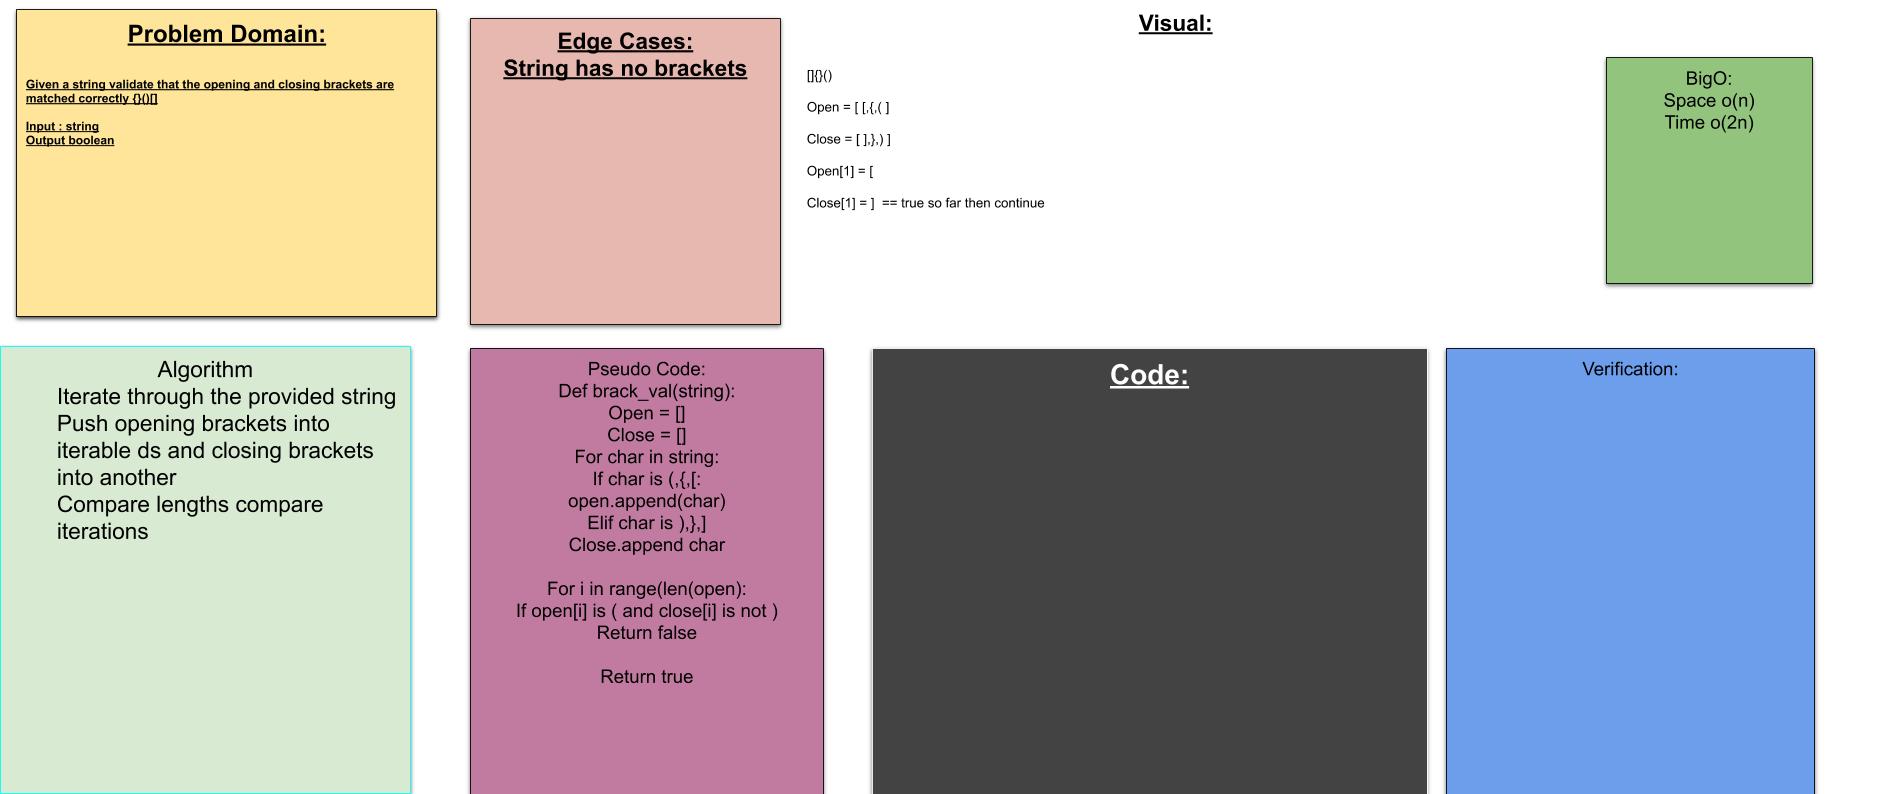 Problem Domain:
Given a string validate that the opening and closing brackets are
matched correctly {}()[]
Input : string
Output boolean
Edge Cases:
String has no brackets
Visual:
[]{}()
Open = [ [,{,( ]
Close = [ ],},) ]
Open[1] = [
Close[1] = ]  == true so far then continue
BigO:
Space o(n)
Time o(2n)
Algorithm
Iterate through the provided string
Push opening brackets into
iterable ds and closing brackets
into another
Compare lengths compare
iterations
Pseudo Code:
Def brack_val(string):
Open = []
Close = []
For char in string:
If char is (,{,[:
open.append(char)
Elif char is ),},]
Close.append char
For i in range(len(open):
If open[i] is ( and close[i] is not )
Return false
Return true
Code:
Verification: